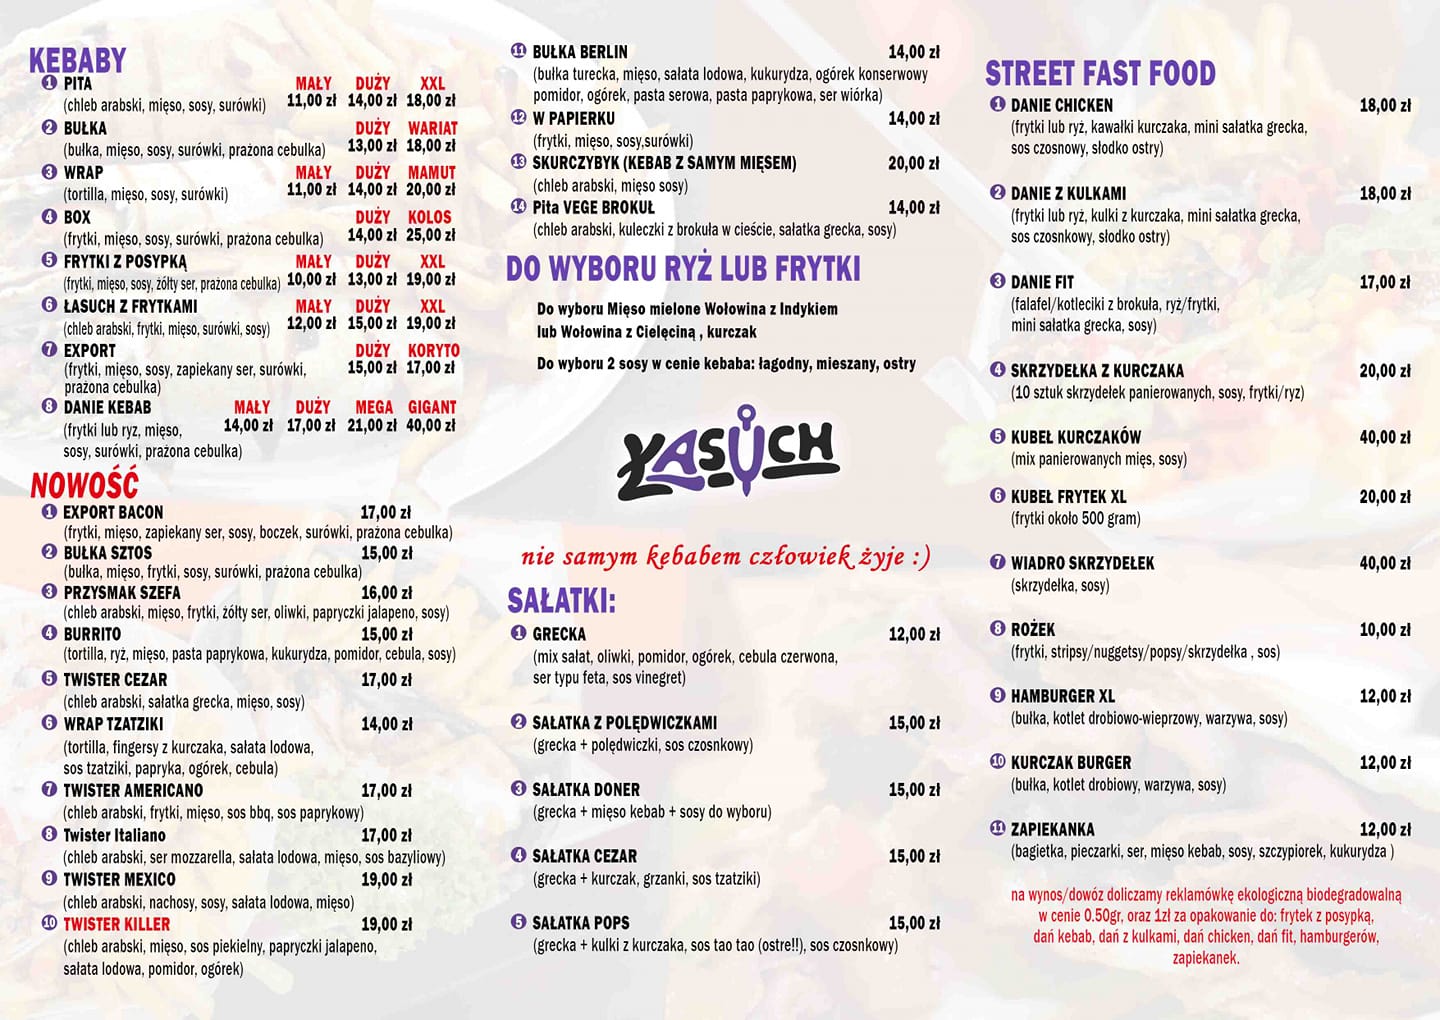 KEBABY
1 PITA MAŁY DUŻY XXL
(chleb arabski, mięso, sosy, surówki) 11,00 zł 14,00 zł 18,00 zł
2 BUŁKA DUŻY WARIAT
(bułka, mięso, sosy, surówki, prażona cebulka) 13,00 zł 18,00 zł
3 WRAP MAŁY DUŻY MAMUT
(tortilla, mięso, sosy, surówki) 11,00 zł 14,00 zł 20,00 zł
4 BOX DUŻY KOLOS
(frytki, mięso, sosy, surówki, prażona cebulka) 14,00 zł 25,00 zł
5 FRYTKI Z POSYPKĄ MAŁY DUŻY XXL
(frytki, mięso, sosy, żółty ser, prażona cebulka) 10,00 zł 13,00 zł 19,00 zł
6 ŁASUCH Z FRYTKAMI MAŁY DUŻY XXL
(chleb arabski, frytki, mięso, surówki, sosy) 12,00 zł 15,00 zł 19,00 zł
7 EXPORT DUŻY KORYTO
(frytki, mięso, sosy, zapiekany ser, surówki, 15,00 zł 17,00 zł
prażona cebulka)
8 DANIE KEBAB MAŁY DUŻY MEGA GIGANT
(frytki lub ryz, mięso, 14,00 zł 17,00 zł 21,00 zł 40,00 zł
sosy, surówki, prażona cebulka)
NOWOŚĆ
1 EXPORT BACON 17,00 zł
(frytki, mięso, zapiekany ser, sosy, boczek, surówki, prażona cebulka)
2 BUŁKA SZTOS 15,00 zł
(bułka, mięso, frytki, sosy, surówki, prażona cebulka)
3 PRZYSMAK SZEFA 16,00 zł
(chleb arabski, mięso, frytki, żółty ser, oliwki, papryczki jalapeno, sosy)
4 BURRITO 15,00 zł
(tortilla, ryż, mięso, pasta paprykowa, kukurydza, pomidor, cebula, sosy)
5 TWISTER CEZAR 17,00 zł
(chleb arabski, sałatka grecka, mięso, sosy)
6 WRAP TZATZIKI 14,00 zł
(tortilla, fingersy z kurczaka, sałata lodowa,
sos tzatziki, papryka, ogórek, cebula)
7 TWISTER AMERICANO 17,00 zł
(chleb arabski, frytki, mięso, sos bbq, sos paprykowy)
8 Twister Italiano 17,00 zł
(chleb arabski, ser mozzarella, sałata lodowa, mięso, sos bazyliowy)
9 TWISTER MEXICO 19,00 zł
(chleb arabski, nachosy, sosy, sałata lodowa, mięso)
10 TWISTER KILLER 19,00 zł
(chleb arabski, mięso, sos piekielny, papryczki jalapeno,
sałata lodowa, pomidor, ogórek)
11 BUŁKA BERLIN 14,00 zł
(bułka turecka, mięso, sałata lodowa, kukurydza, ogórek konserwowy
pomidor, ogórek, pasta serowa, pasta paprykowa, ser wiórka)
12 W PAPIERKU 14,00 zł
(frytki, mięso, sosy,surówki)
13 SKURCZYBYK (KEBAB Z SAMYM MIĘSEM) 20,00 zł
(chleb arabski, mięso sosy)
14 Pita VEGE BROKUŁ 14,00 zł
(chleb arabski, kuleczki z brokuła w cieście, sałatka grecka, sosy)
DO WYBORU RYŻ LUB FRYTKI
Do wyboru Mięso mielone Wołowina z Indykiem
lub Wołowina z Cielęciną , kurczak
Do wyboru 2 sosy w cenie kebaba: łagodny, mieszany, ostry
ŁASUCH
nie samym kebabem człowiek żyje :)
SAŁATKI:
1 GRECKA 12,00 zł
(mix sałat, oliwki, pomidor, ogórek, cebula czerwona,
ser typu feta, sos vinegret)
2 SAŁATKA Z POLĘDWICZKAMI 15,00 zł
(grecka + polędwiczki, sos czosnkowy)
3 SAŁATKA DONER 15,00 zł
(grecka + mięso kebab + sosy do wyboru)
4 SAŁATKA CEZAR 15,00 zł
(grecka + kurczak, grzanki, sos tzatziki)
5 SAŁATKA POPS 15,00 zł
(grecka + kulki z kurczaka, sos tao tao (ostre!!), sos czosnkowy)
STREET FAST FOOD
1 DANIE CHICKEN 18,00 zł
(frytki lub ryż, kawałki kurczaka, mini sałatka grecka,
sos czosnowy, słodko ostry)
2 DANIE Z KULKAMI 18,00 zł
(frytki lub ryż, kulki z kurczaka, mini sałatka grecka,
sos czosnkowy, słodko ostry)
3 DANIE FIT 17,00 zł
(falafel/kotleciki z brokuła, ryż/frytki,
mini sałatka grecka, sosy)
4 SKRZYDEŁKA Z KURCZAKA 20,00 zł
(10 sztuk skrzydełek panierowanych, sosy, frytki/ryz)
5 KUBEŁ KURCZAKÓW 40,00 zł
(mix panierowanych mięs, sosy)
6 KUBEŁ FRYTEK XL 20,00 zł
(frytki około 500 gram)
7 WIADRO SKRZYDEŁEK 40,00 zł
(skrzydełka, sosy)
8 ROŻEK 10,00 zł
(frytki, stripsy/nuggetsy/popsy/skrzydełka , sos)
9 HAMBURGER XL 12,00 zł
(bułka, kotlet drobiowo-wieprzowy, warzywa, sosy)
10 KURCZAK BURGER 12,00 zł
(bułka, kotlet drobiowy, warzywa, sosy)
11 ZAPIEKANKA 12,00 zł
(bagietka, pieczarki, ser, mięso kebab, sosy, szczypiorek, kukurydza )
na wynos/dowóz doliczamy reklamówkę ekologiczną biodegradowalną
w cenie 0.50gr, oraz 1zł za opakowanie do: frytek z posypką,
dań kebab, dań z kulkami, dań chicken, dań fit, hamburgerów,
zapiekanek.